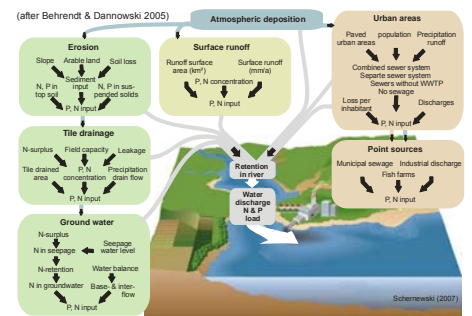 (after Behrendt & Dannowski 2005)
Atmospheric deposition
Erosion
Slope
Arable land
Soil loss
Sediment
input
N, P in
top soil
N, P in sus-
pended solids
P, N input
Surface runoff
Runoff surface
area (km²)
Surface runoff
(mm/a)
P, N concentration
P, N input
Urban areas
Paved
urban areas
population
Precipitation
runoff
Combined sewer system
Separte sewer system
Sewers without WWTP
No sewage
Loss per
inhabitant
Discharges
P, N input
Tile drainage
N-surplus
Field capacity
Leakage
Tile drained
area
P, N
concentration
Precipitation
drain flow
P, N input
Point sources
Municipal sewage
Industrial discharge
Fish farms
P, N input
Retention
in river
Water
discharge
N & P
load
Ground water
N-surplus
N in seepage
Seepage
water level
N-retention
Water balance
N in groundwater
Base- & inter-
flow
P, N input
Schernewski (2007)